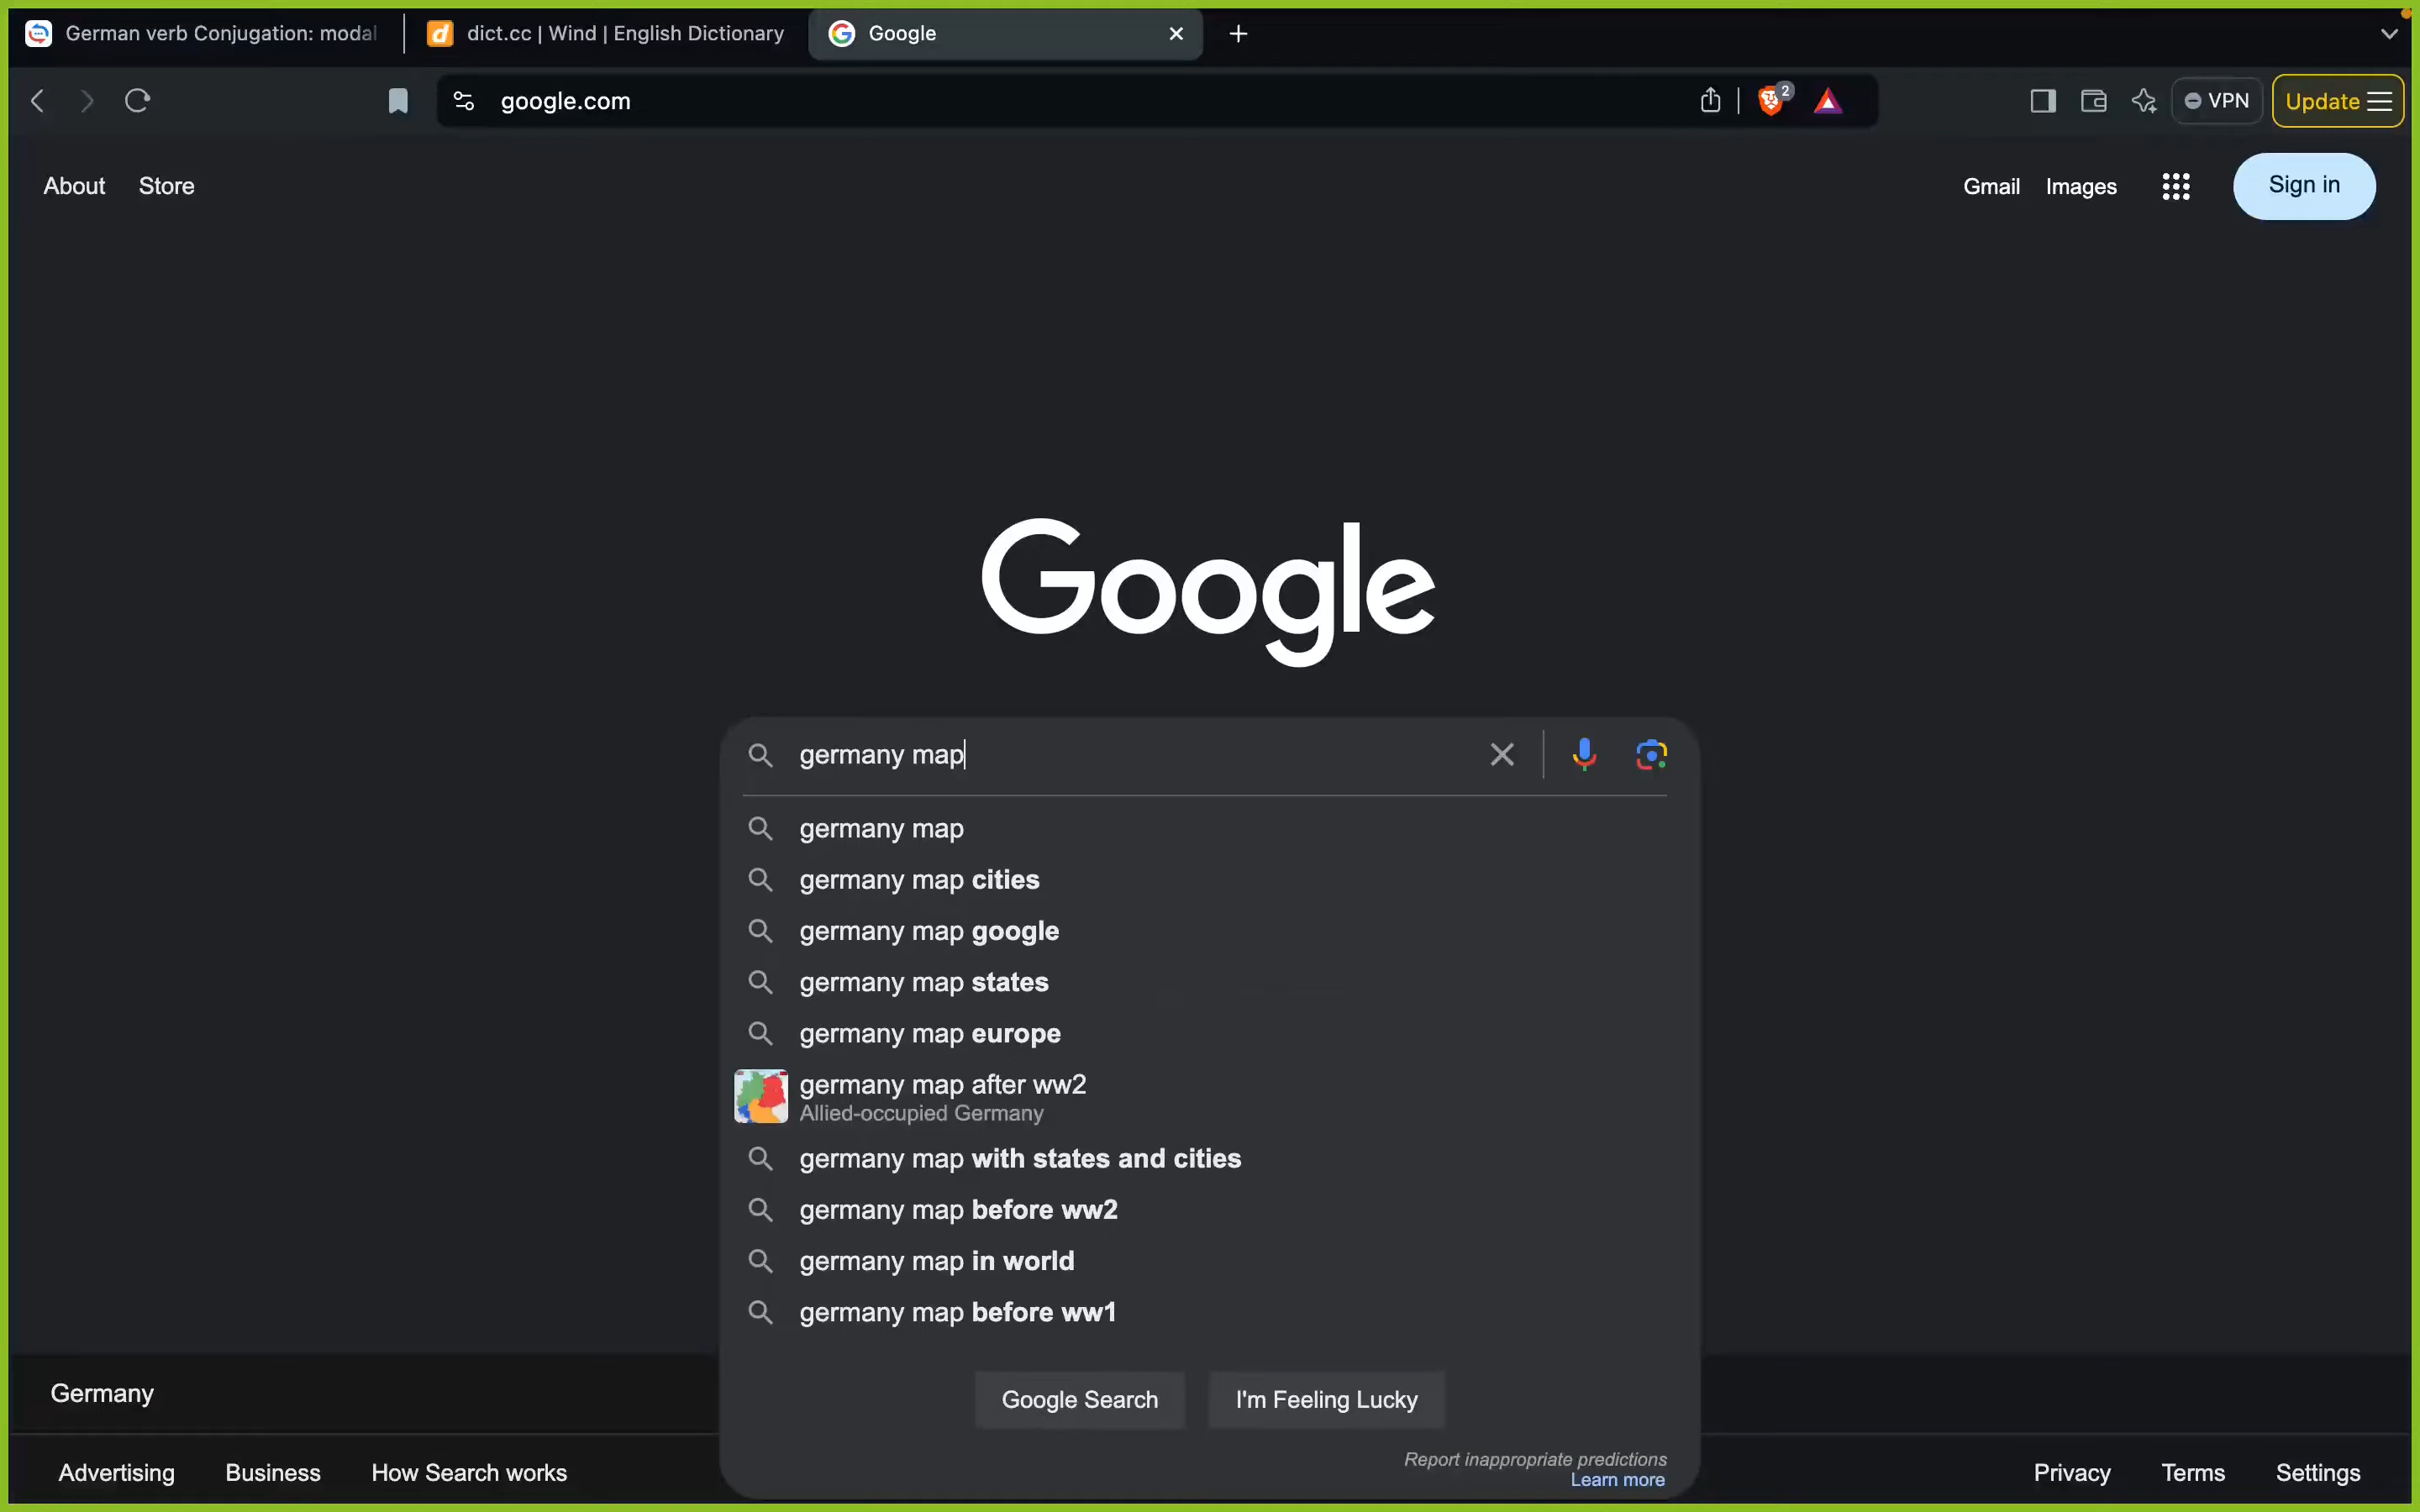 German verb Conjugation: modal
dict.cc | Wind | English Dictionary
Google
google.com
2
VPN
Update
About
Store
Gmail
Images
Sign in
Google
germany map
germany map
germany map cities
germany map google
germany map states
germany map europe
germany map after ww2
Allied-occupied Germany
germany map with states and cities
germany map before ww2
germany map in world
germany map before ww1
Google Search
I'm Feeling Lucky
Report inappropriate predictions
Learn more
Germany
Advertising
Business
How Search works
Privacy
Terms
Settings